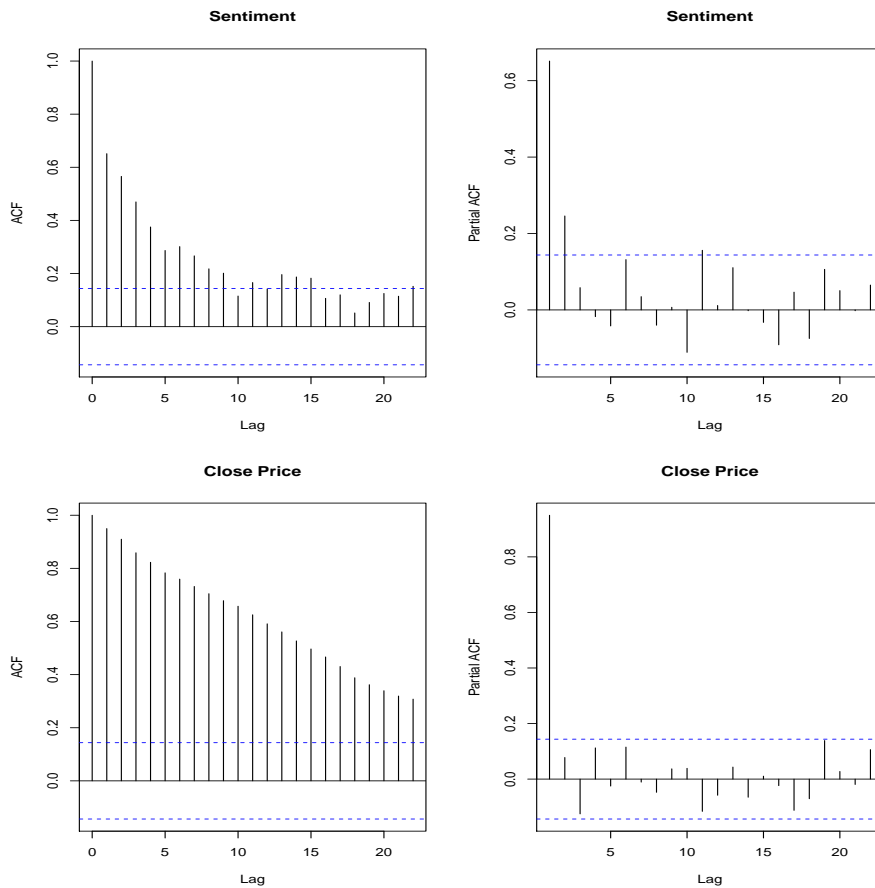 Sentiment
ACF
0.0 0.2 0.4 0.6 0.8 1.0
0 5 10 15 20
Lag
Sentiment
Partial ACF
0.0 0.2 0.4 0.6
5 10 15 20
Lag
Close Price
ACF
0.0 0.2 0.4 0.6 0.8 1.0
0 5 10 15 20
Lag
Close Price
Partial ACF
0.0 0.2 0.4 0.6 0.8
5 10 15 20
Lag